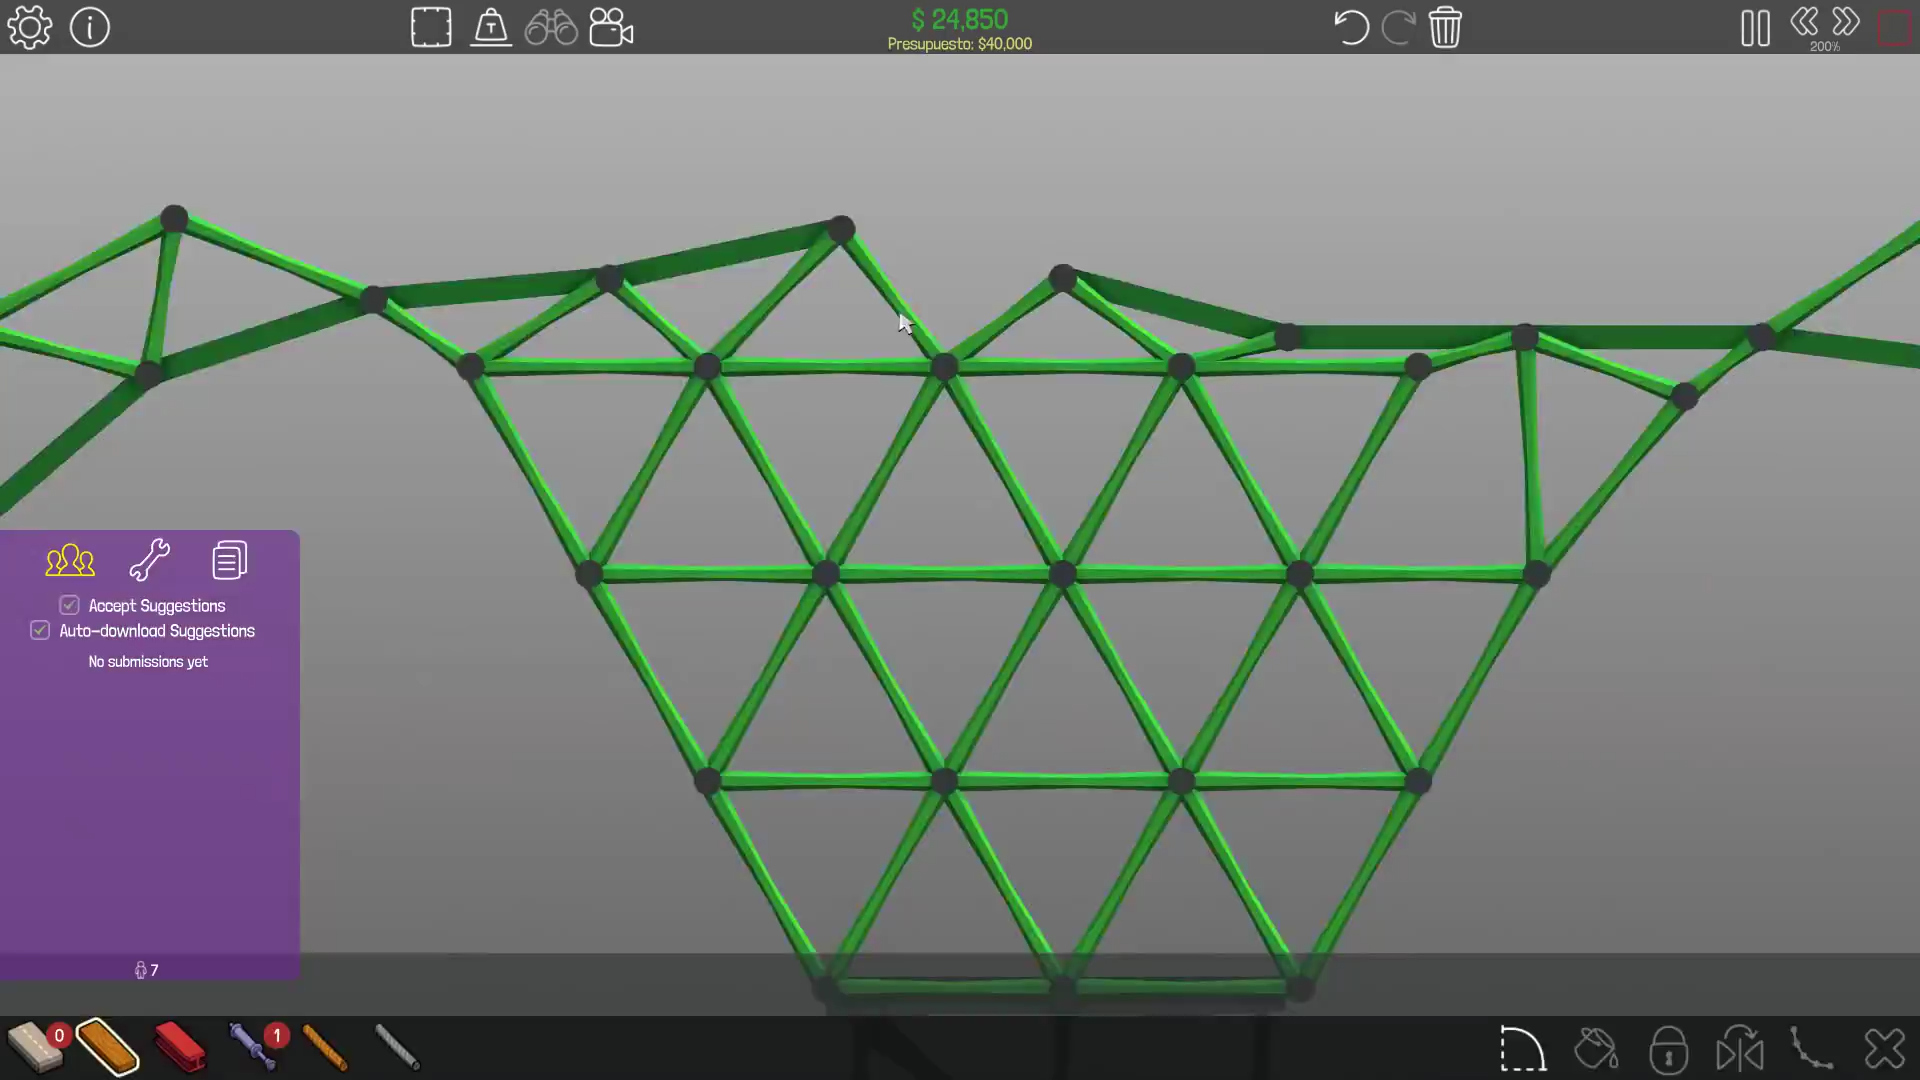 $ 24,850
Presupuesto: $40,000
200%
Accept Suggestions
Auto-download Suggestions
No submissions yet
7
0
1